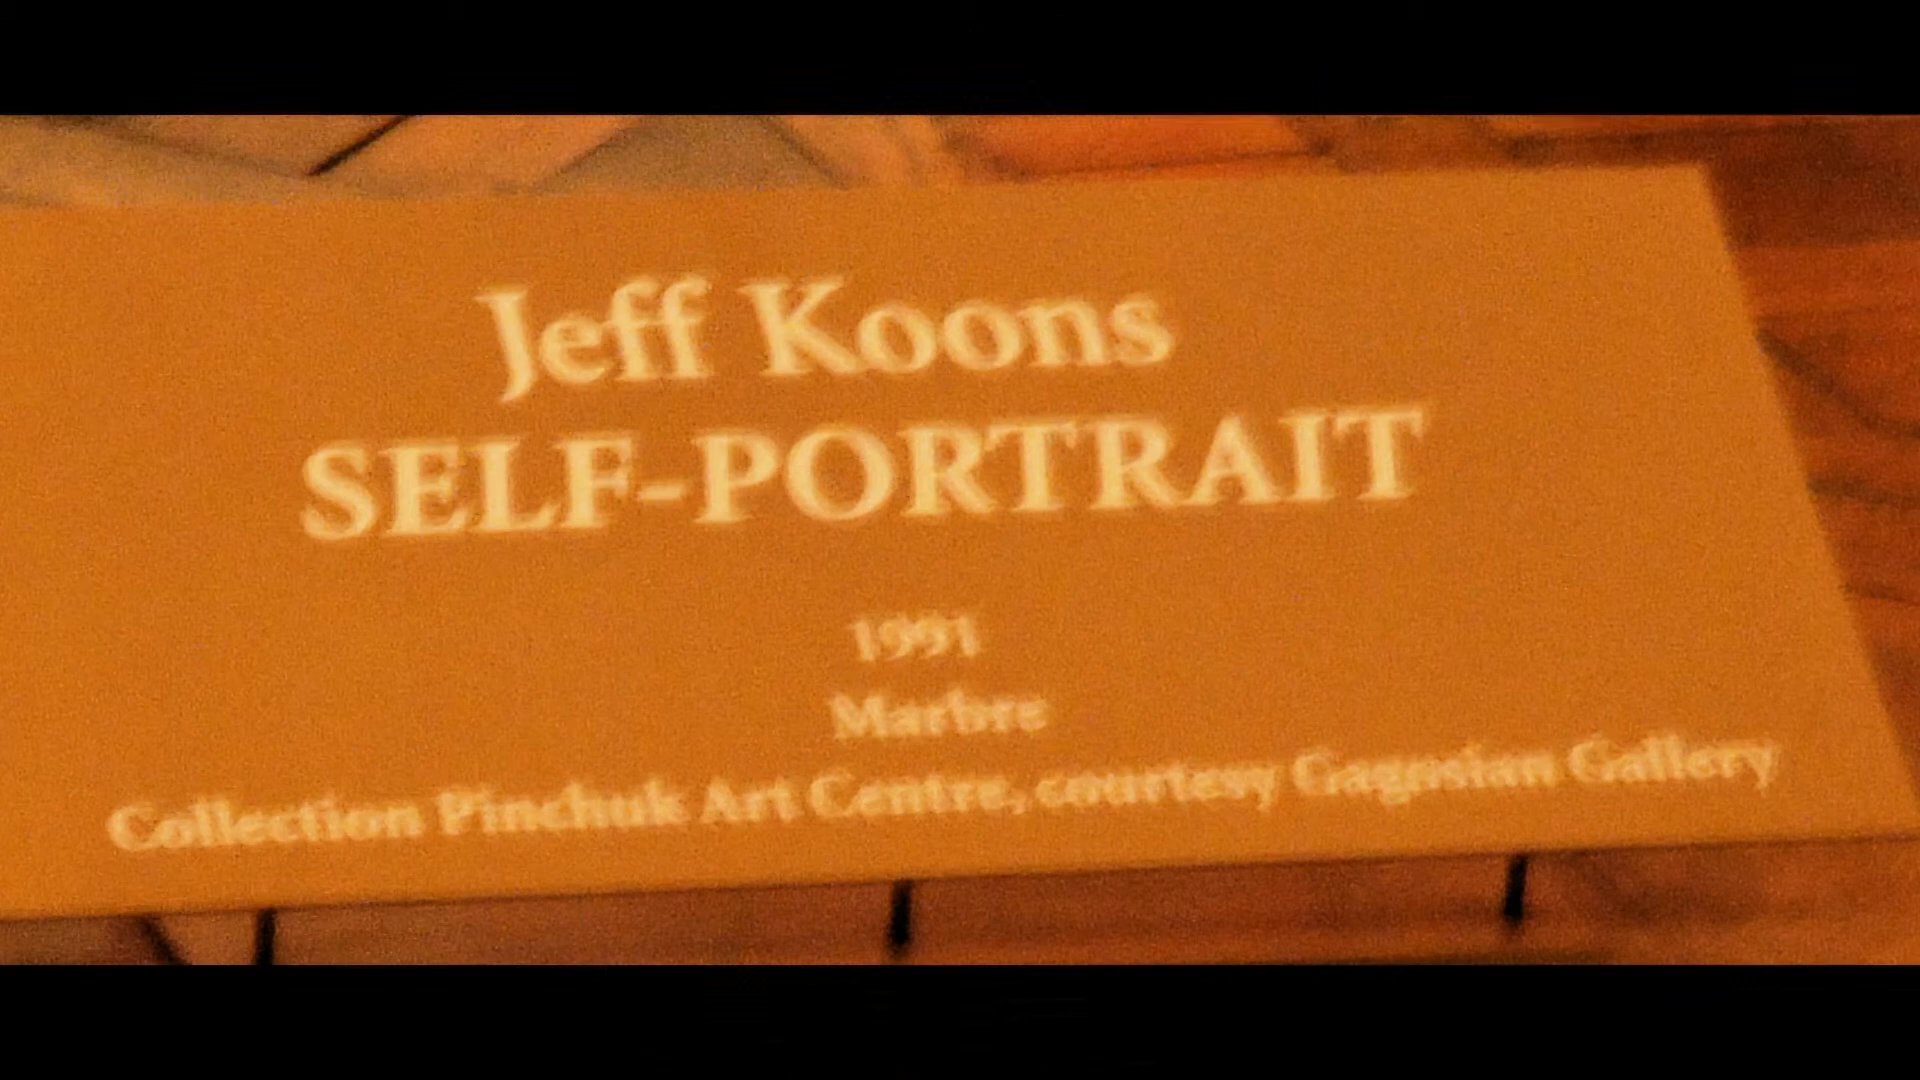 Jeff Koons
SELF-PORTRAIT
1991
Marbre
Collection Pinchuk Art Centre, courtesy Gagosian Gallery